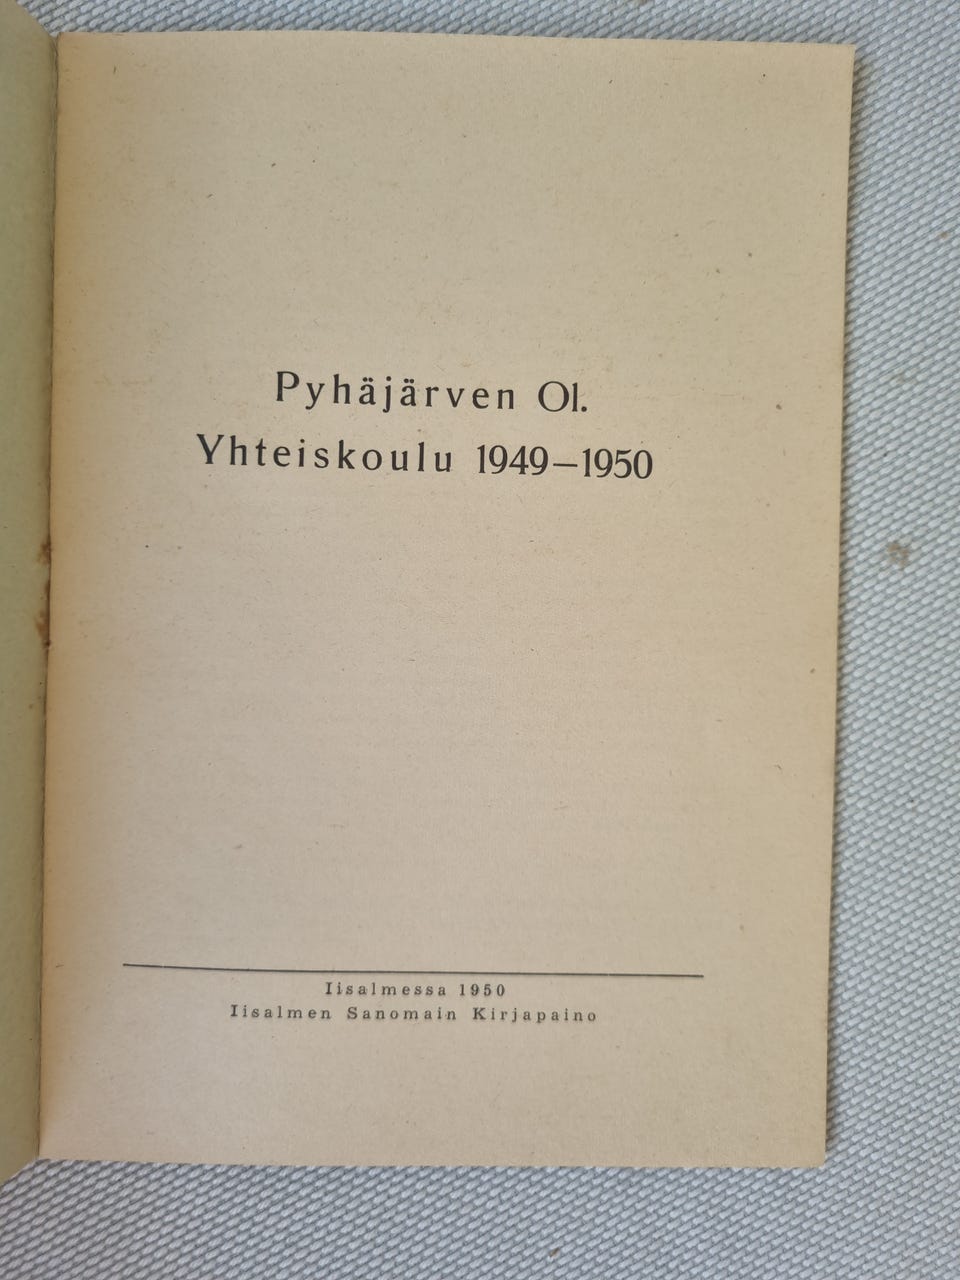 Pyhäjärven Ol.
Yhteiskoulu 1949—1950
Iisalmessa 1950
Iisalmen Sanomain Kirjapaino